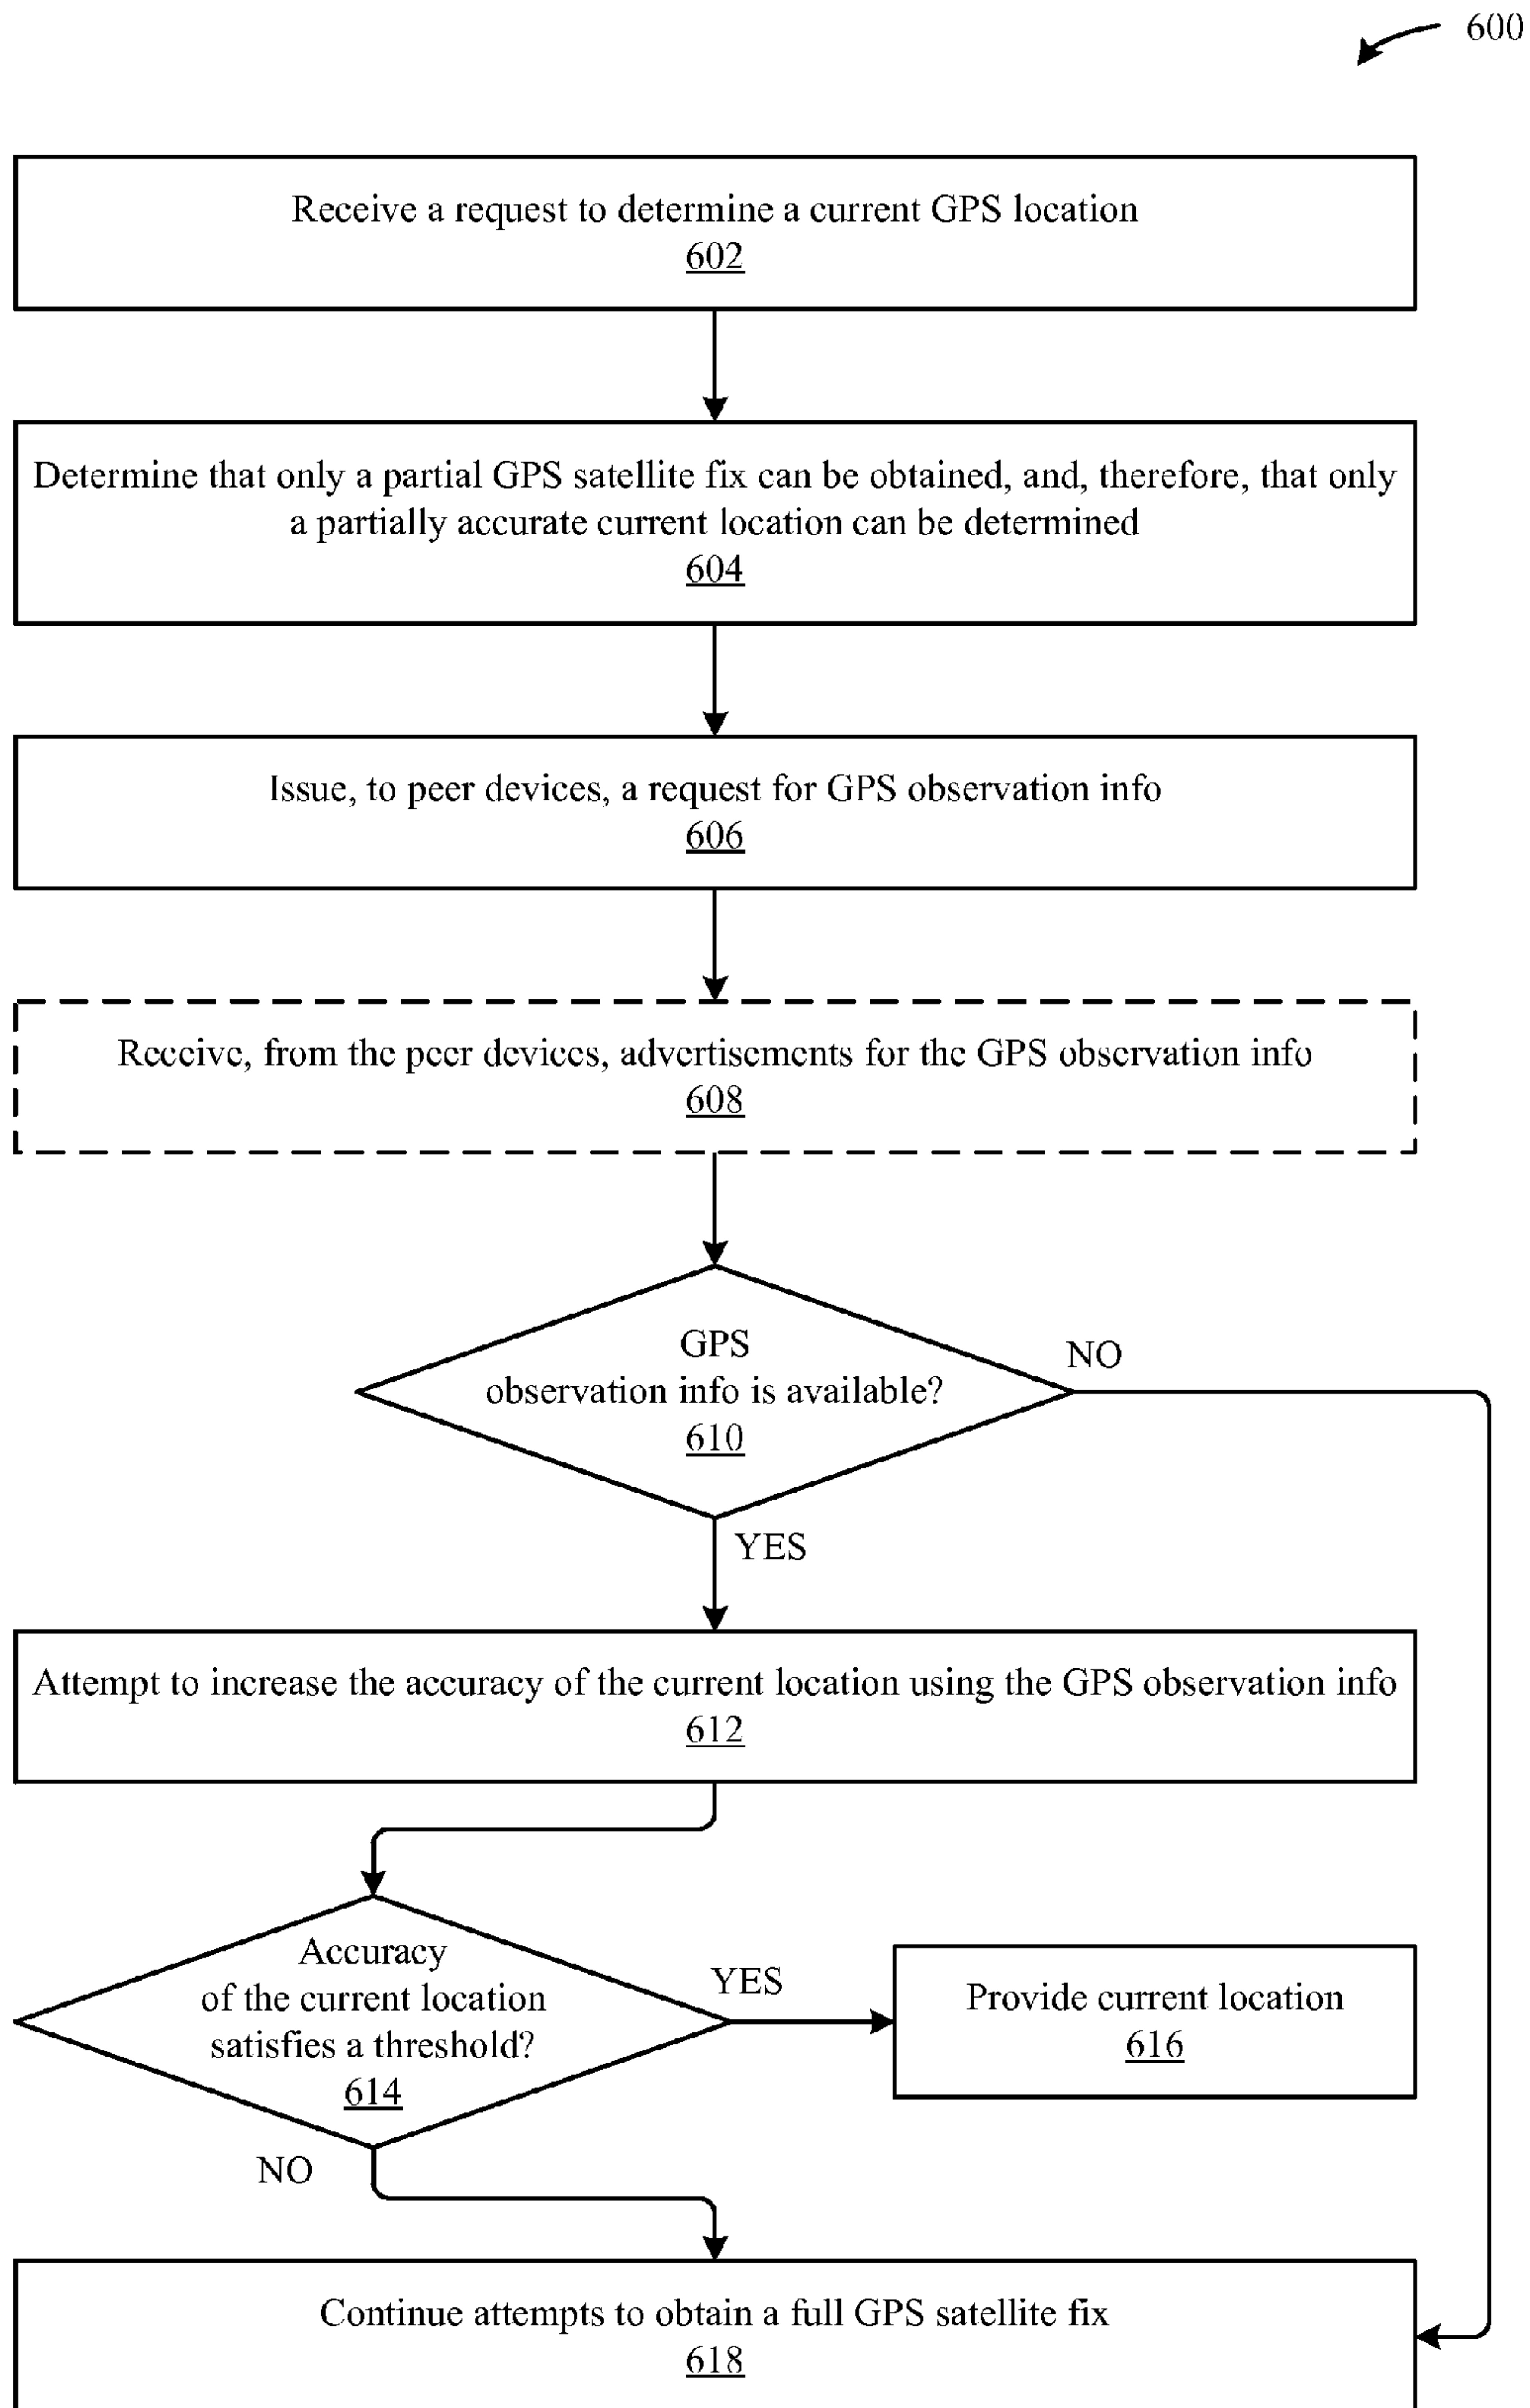 600
Receive a request to determine a current GPS location
602
Determine that only a partial GPS satellite fix can be obtained, and, therefore, that only
a partially accurate current location can be determined
604
Issue, to peer devices, a request for GPS observation info
606
Receive, from the peer devices, advertisements for the GPS observation info
608
GPS
observation info is available?
610
NO
YES
Attempt to increase the accuracy of the current location using the GPS observation info
612
Accuracy
of the current location
satisfies a threshold?
614
YES
Provide current location
616
NO
Continue attempts to obtain a full GPS satellite fix
618